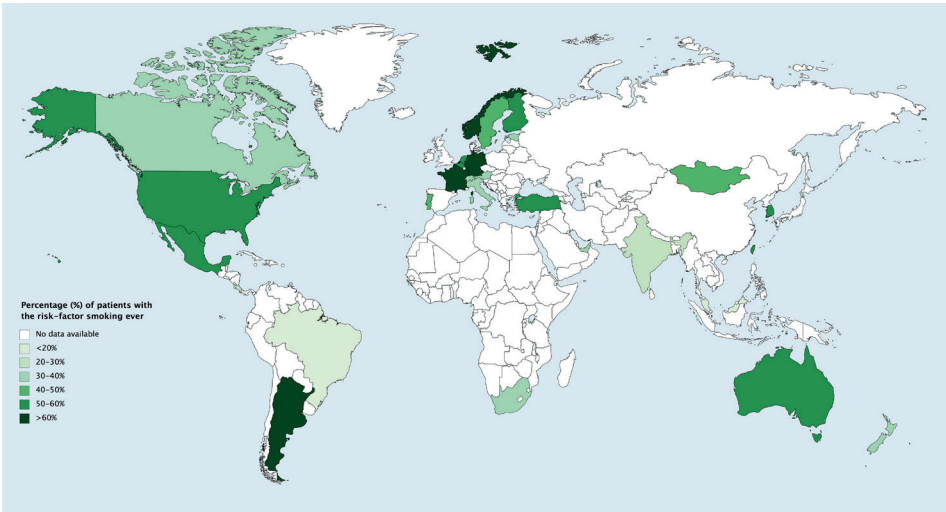 Percentage (%) of patients with
the risk-factor smoking ever
No data available
<20%
20-30%
30-40%
40-50%
50-60%
>60%